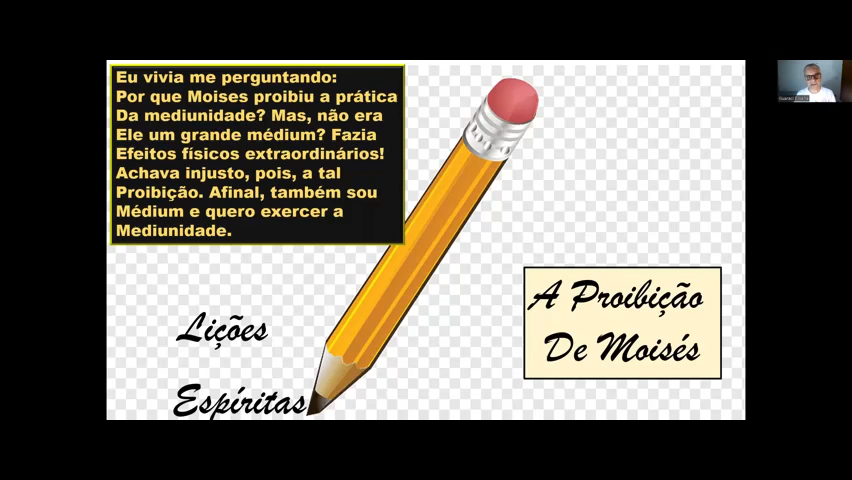 Eu vivia me perguntando:
Por que Moises proibiu a prática
Da mediunidade? Mas, não era
Ele um grande médium? Fazia
Efeitos físicos extraordinários!
Achava injusto, pois, a tal
Proibição. Afinal, também sou
Médium e quero exercer a
Mediunidade.
Lições
Espíritas
A Proibição
De Moisés